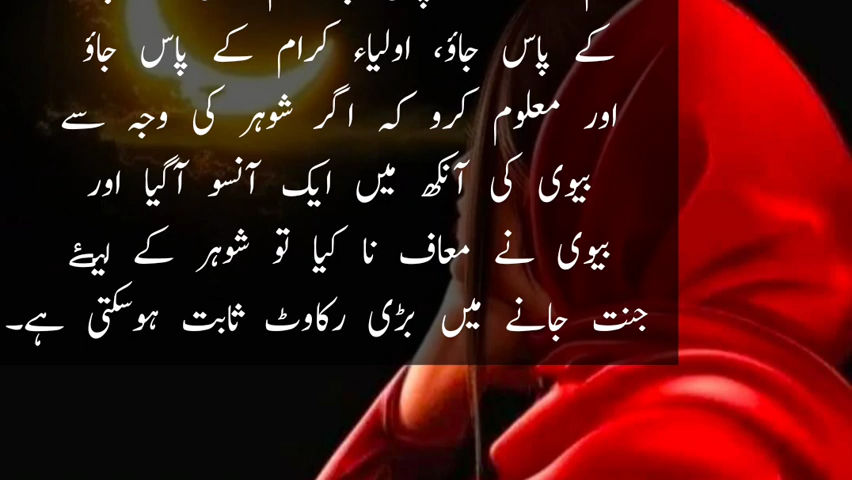 کے پاس جاؤ، اولیاء کرام کے پاس جاؤ
اور معلوم کرو کہ اگر شوہر کی وجہ سے
بیوی کی آنکھ میں ایک آنسو آگیا اور
بیوی نے معاف نا کیا تو شوہر کے لیئے
جنت جانے میں بڑی رکاوٹ ثابت ہوسکتی ہے۔